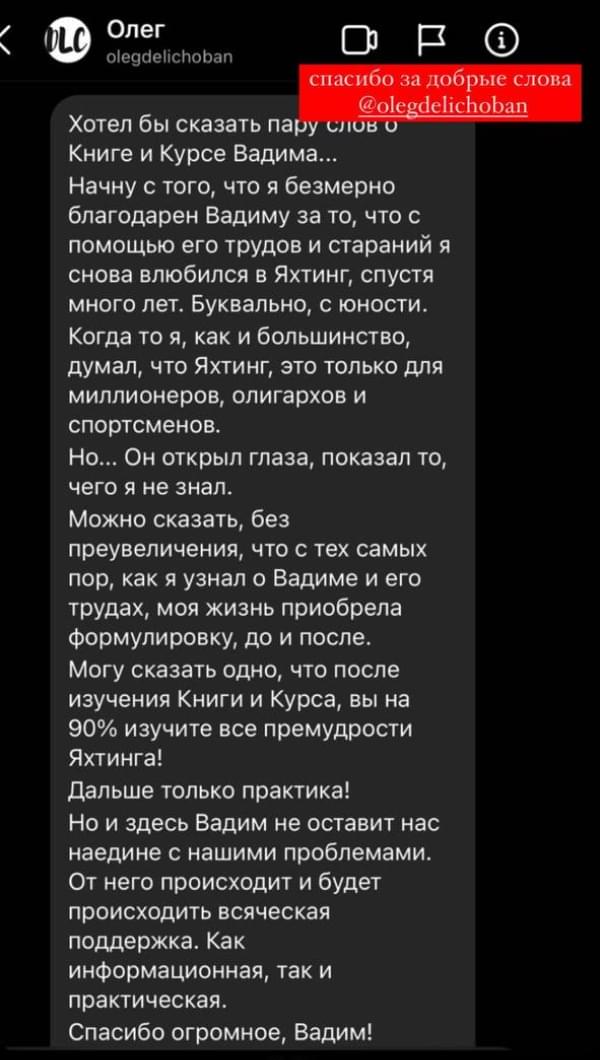 DLC
Олег
olegdelichoban
спасибо за добрые слова
@olegdelichoban
Хотел бы сказать пару слов о
Книге и Курсе Вадима...
Начну с того, что я безмерно
благодарен Вадиму за то, что с
помощью его трудов и стараний я
снова влюбился в Яхтинг, спустя
много лет. Буквально, с юности.
Когда то я, как и большинство,
думал, что Яхтинг, это только для
миллионеров, олигархов и
спортсменов.
Но... Он открыл глаза, показал то,
чего я не знал.
Можно сказать, без
преувеличения, что с тех самых
пор, как я узнал о Вадиме и его
трудах, моя жизнь приобрела
формулировку, до и после.
Могу сказать одно, что после
изучения Книги и Курса, вы на
90% изучите все премудрости
Яхтинга!
Дальше только практика!
Но и здесь Вадим не оставит нас
наедине с нашими проблемами.
От него происходит и будет
происходить всяческая
поддержка. Как
информационная, так и
практическая.
Спасибо огромное, Вадим!